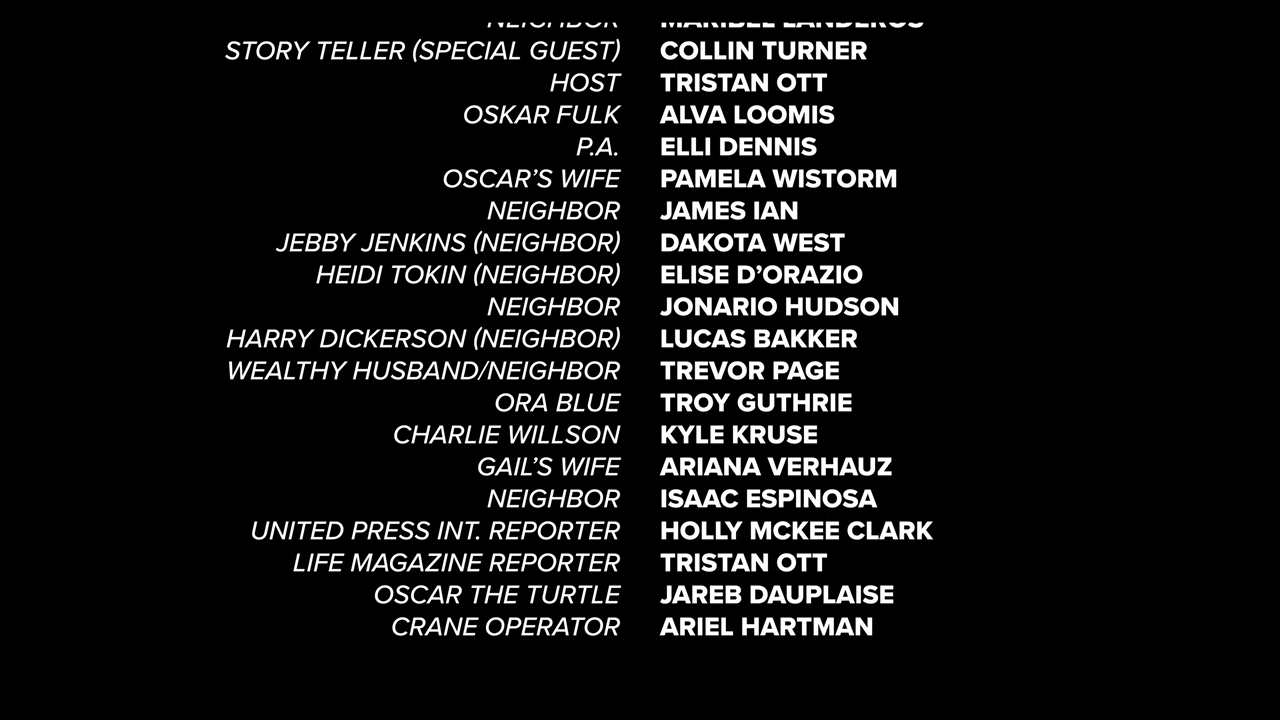 NEIGHBOR MARIBEL LANDEROS
STORY TELLER (SPECIAL GUEST) COLLIN TURNER
HOST TRISTAN OTT
OSKAR FULK ALVA LOOMIS
P.A. ELLI DENNIS
OSCAR'S WIFE PAMELA WISTORM
NEIGHBOR JAMES IAN
JEBBY JENKINS (NEIGHBOR) DAKOTA WEST
HEIDI TOKIN (NEIGHBOR) ELISE D'ORAZIO
NEIGHBOR JONARIO HUDSON
HARRY DICKERSON (NEIGHBOR) LUCAS BAKKER
WEALTHY HUSBAND/NEIGHBOR TREVOR PAGE
ORA BLUE TROY GUTHRIE
CHARLIE WILLSON KYLE KRUSE
GAIL'S WIFE ARIANA VERHAUZ
NEIGHBOR ISAAC ESPINOSA
UNITED PRESS INT. REPORTER HOLLY MCKEE CLARK
LIFE MAGAZINE REPORTER TRISTAN OTT
OSCAR THE TURTLE JAREB DAUPLAISE
CRANE OPERATOR ARIEL HARTMAN